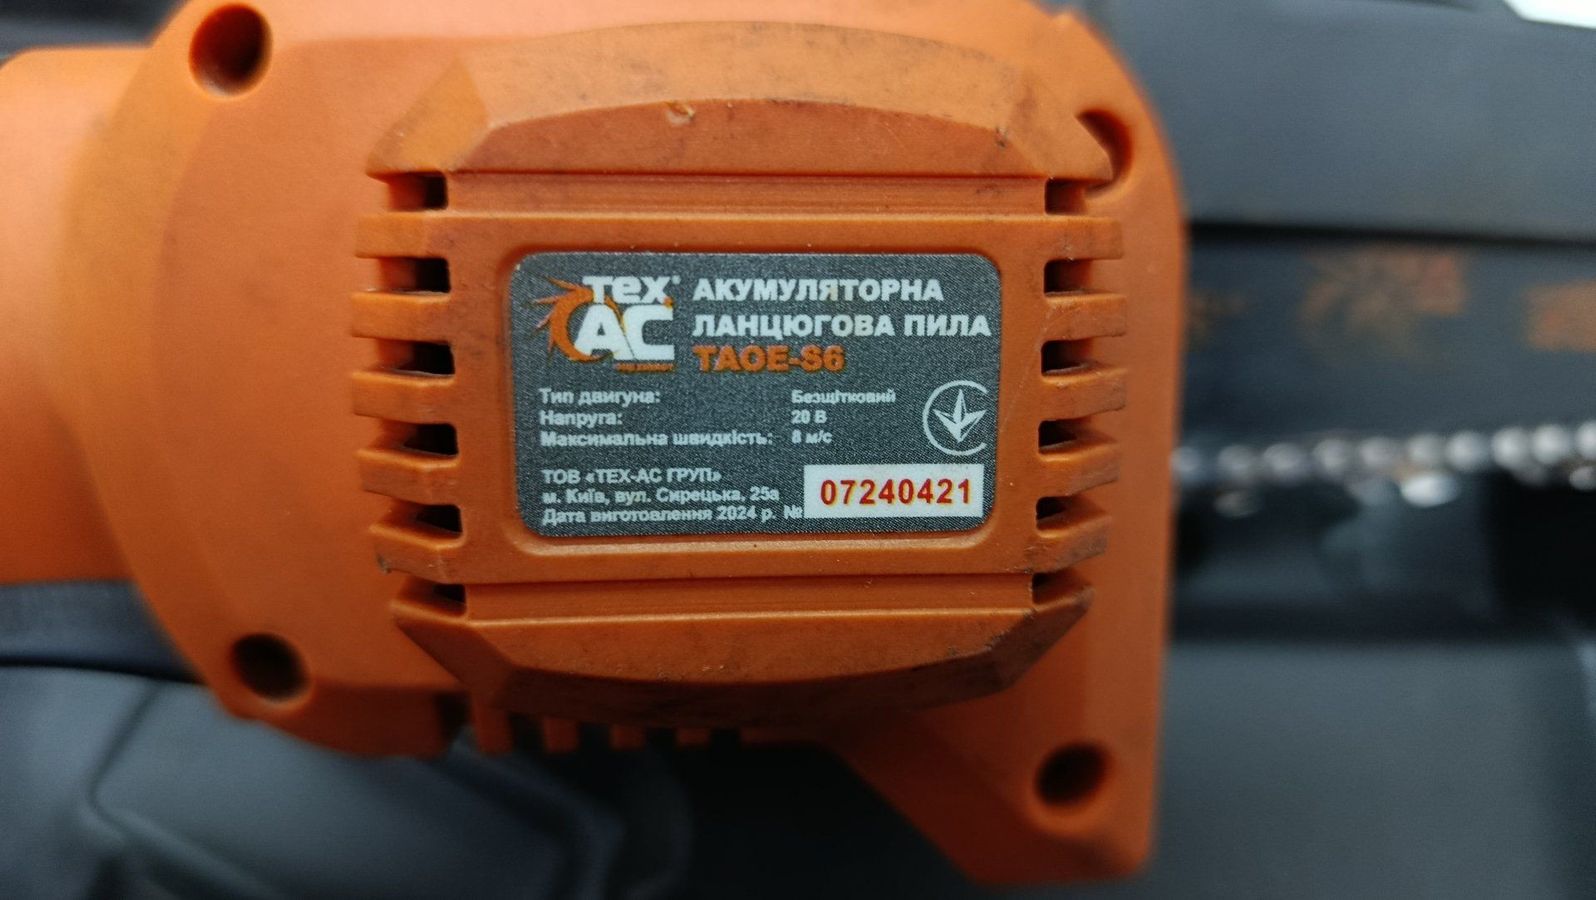 Тех
АС
АКУМУЛЯТОРНА
ЛАНЦЮГОВА ПИЛА
TAOE-S6
Тип двигуна: Безщітковий
Напруга: 20 В
Максимальна швидкість: 8 м/с
ТОВ «ТЕХ-АС ГРУП»
м. Київ, вул. Сирецька, 25а
Дата виготовлення 2024 р. № 07240421